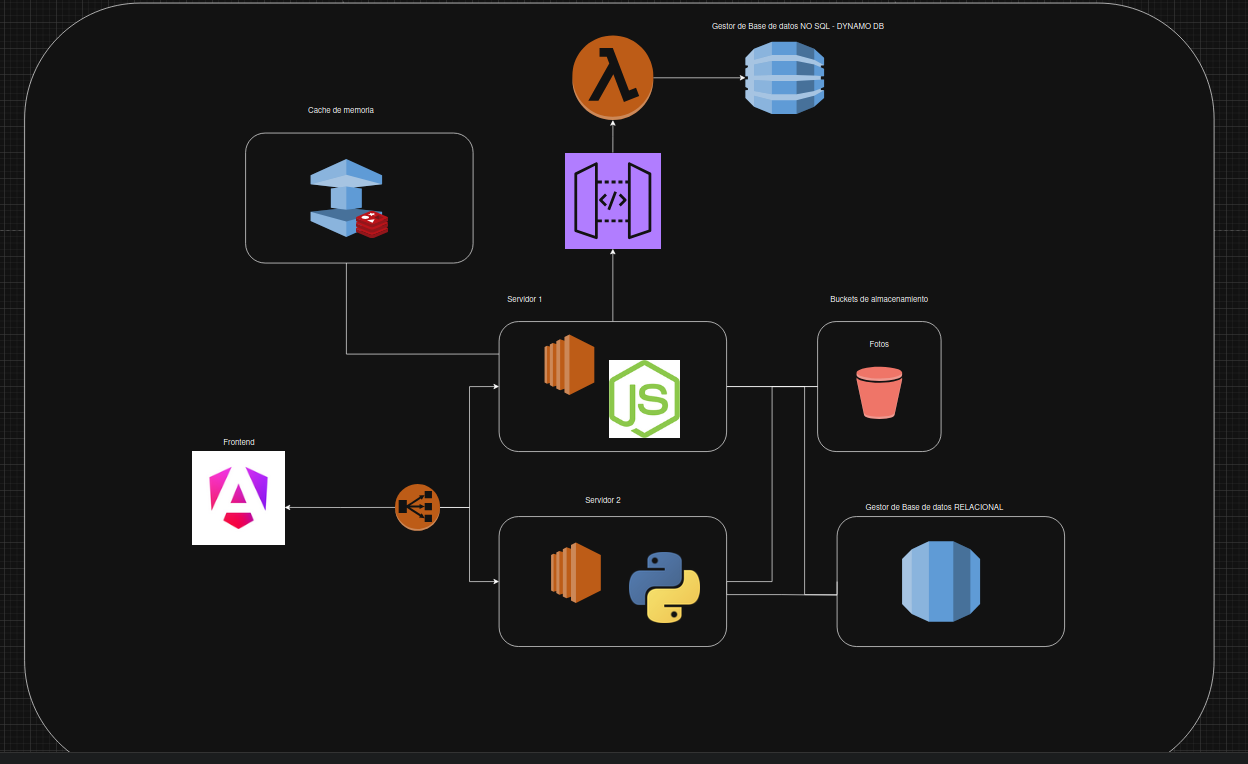 Gestor de Base de datos NO SQL - DYNAMO DB
Cache de memoria
</>
Servidor 1
Buckets de almacenamiento
Fotos
JS
Frontend
A
Servidor 2
Gestor de Base de datos RELACIONAL